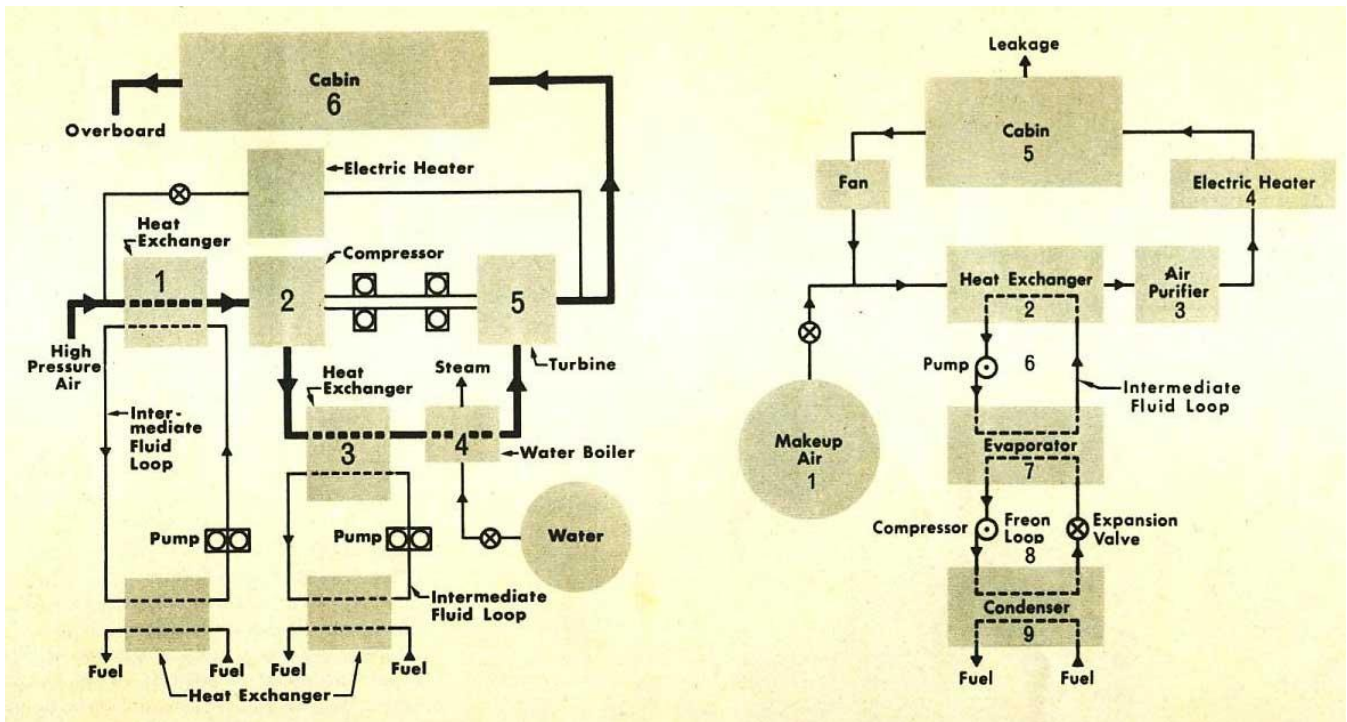 Cabin
6
Overboard
Electric Heater
Heat
Exchanger
1
Compressor
2
5
High
Pressure
Air
Turbine
Heat
Exchanger
Steam
3
4
Water Boiler
Inter-
mediate
Fluid
Loop
Pump
Pump
Water
Intermediate
Fluid Loop
Fuel
Fuel
Fuel
Fuel
Heat Exchanger
Leakage
Cabin
5
Fan
Electric Heater
4
Heat Exchanger
2
Air
Purifier
3
Pump
6
Intermediate
Fluid Loop
Makeup
Air
1
Evaporator
7
Compressor
Freon
Loop
8
Expansion
Valve
Condenser
9
Fuel
Fuel